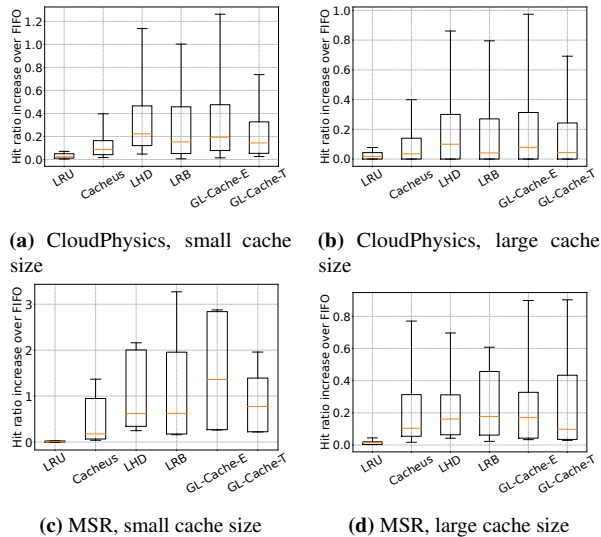 Hit ratio increase over FIFO
1.2
1.0
0.8
0.6
0.4
0.2
0.0
LRU
Cacheus
LHD
LRB
GL-Cache-E
GL-Cache-T
(a) CloudPhysics, small cache
size
Hit ratio increase over FIFO
1.0
0.8
0.6
0.4
0.2
0.0
LRU
Cacheus
LHD
LRB
GL-Cache-E
GL-Cache-T
(b) CloudPhysics, large cache
size
Hit ratio increase over FIFO
3
2
1
0
LRU
Cacheus
LHD
LRB
GL-Cache-E
GL-Cache-T
(c) MSR, small cache size
Hit ratio increase over FIFO
0.8
0.6
0.4
0.2
0.0
LRU
Cacheus
LHD
LRB
GL-Cache-E
GL-Cache-T
(d) MSR, large cache size